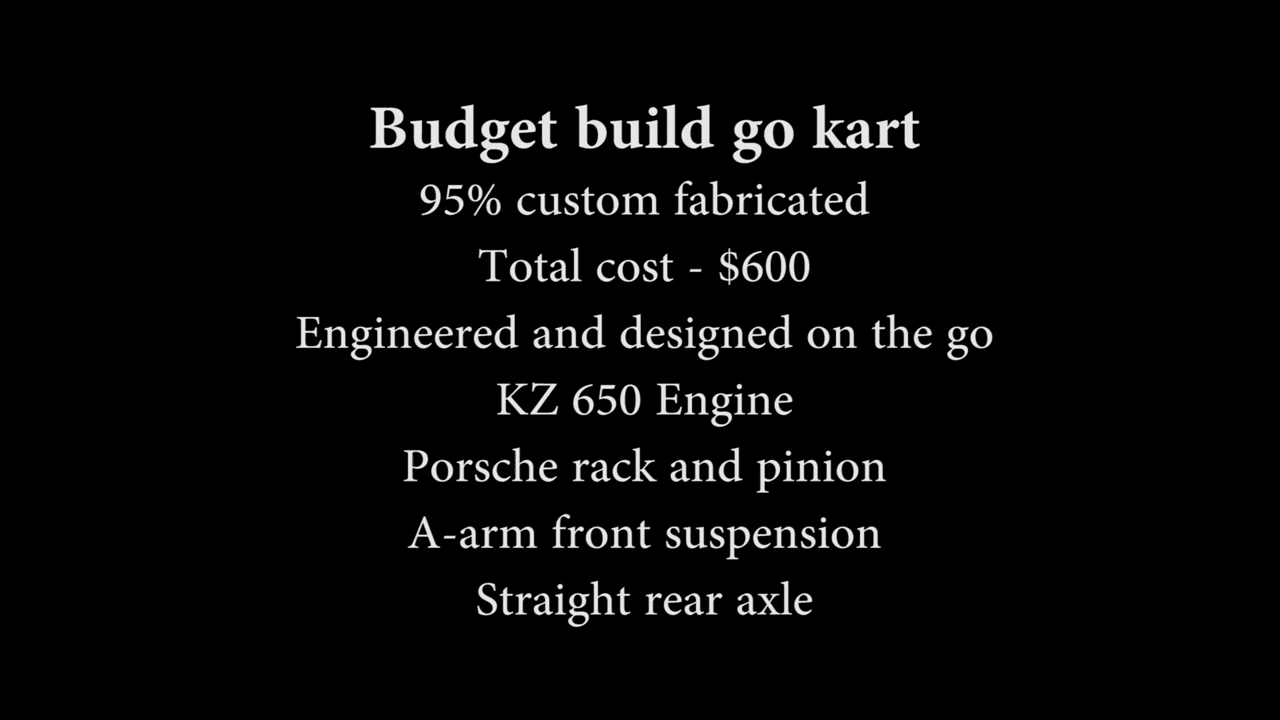 Budget build go kart
95% custom fabricated
Total cost - $600
Engineered and designed on the go
KZ 650 Engine
Porsche rack and pinion
A-arm front suspension
Straight rear axle